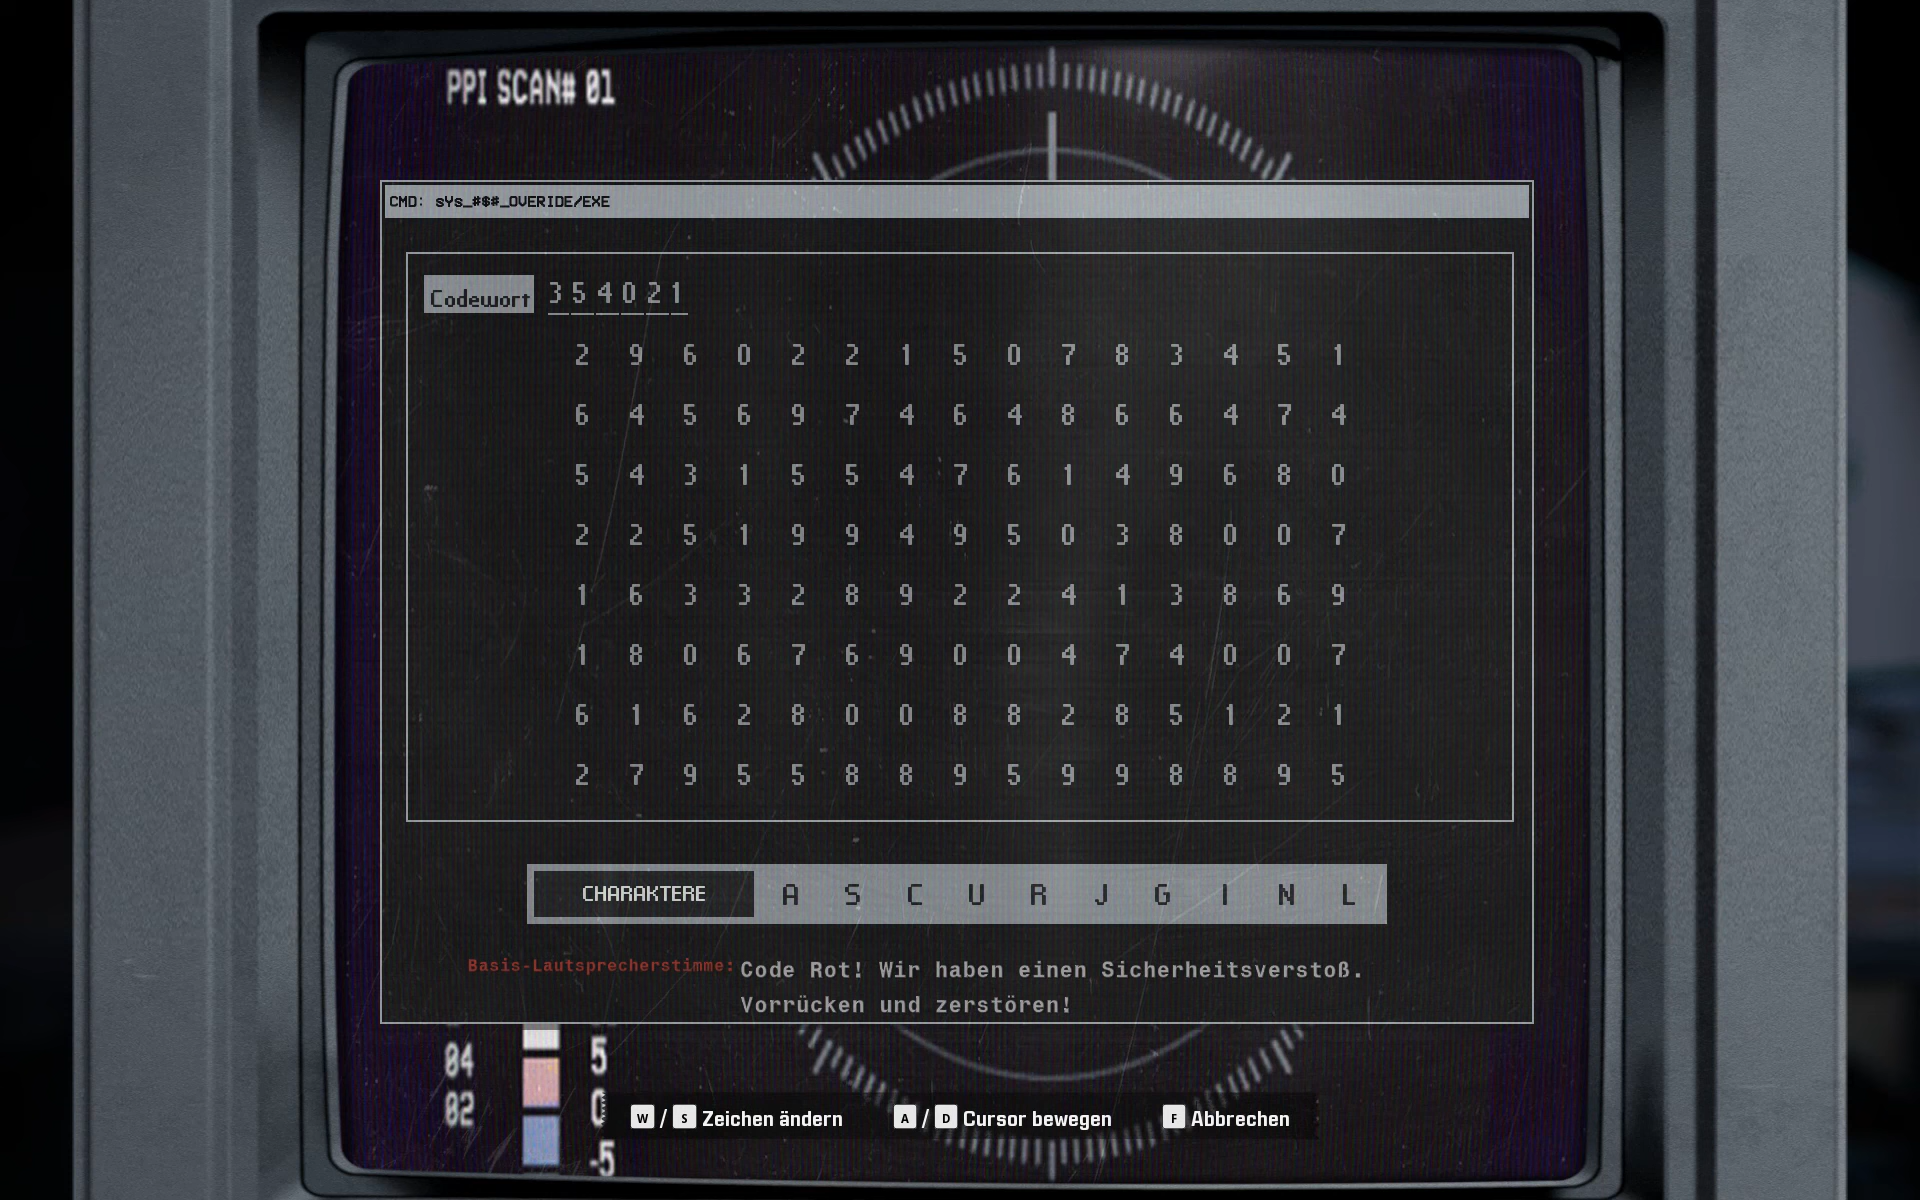 PPI SCAN# 01
CMD: sYs_#$#_OVERIDE/EXE
Codewort 3 5 4 0 2 1
2 9 6 0 2 2 1 5 0 7 8 3 4 5 1
6 4 5 6 9 7 4 6 4 8 6 6 4 7 4
5 4 3 1 5 5 4 7 6 1 4 9 6 8 0
2 2 5 1 9 9 4 9 5 0 3 8 0 0 7
1 6 3 3 2 8 9 2 2 4 1 3 8 6 9
1 8 0 6 7 6 9 0 0 4 7 4 0 0 7
6 1 6 2 8 0 0 8 8 2 8 5 1 2 1
2 7 9 5 5 8 8 9 5 9 9 8 8 9 5
CHARAKTERE A S C U R J G I N L
Basis-Lautsprecherstimme: Code Rot! Wir haben einen Sicherheitsverstoß.
Vorrücken und zerstören!
04 5
02 0
-5
W / S Zeichen ändern A / D Cursor bewegen F Abbrechen